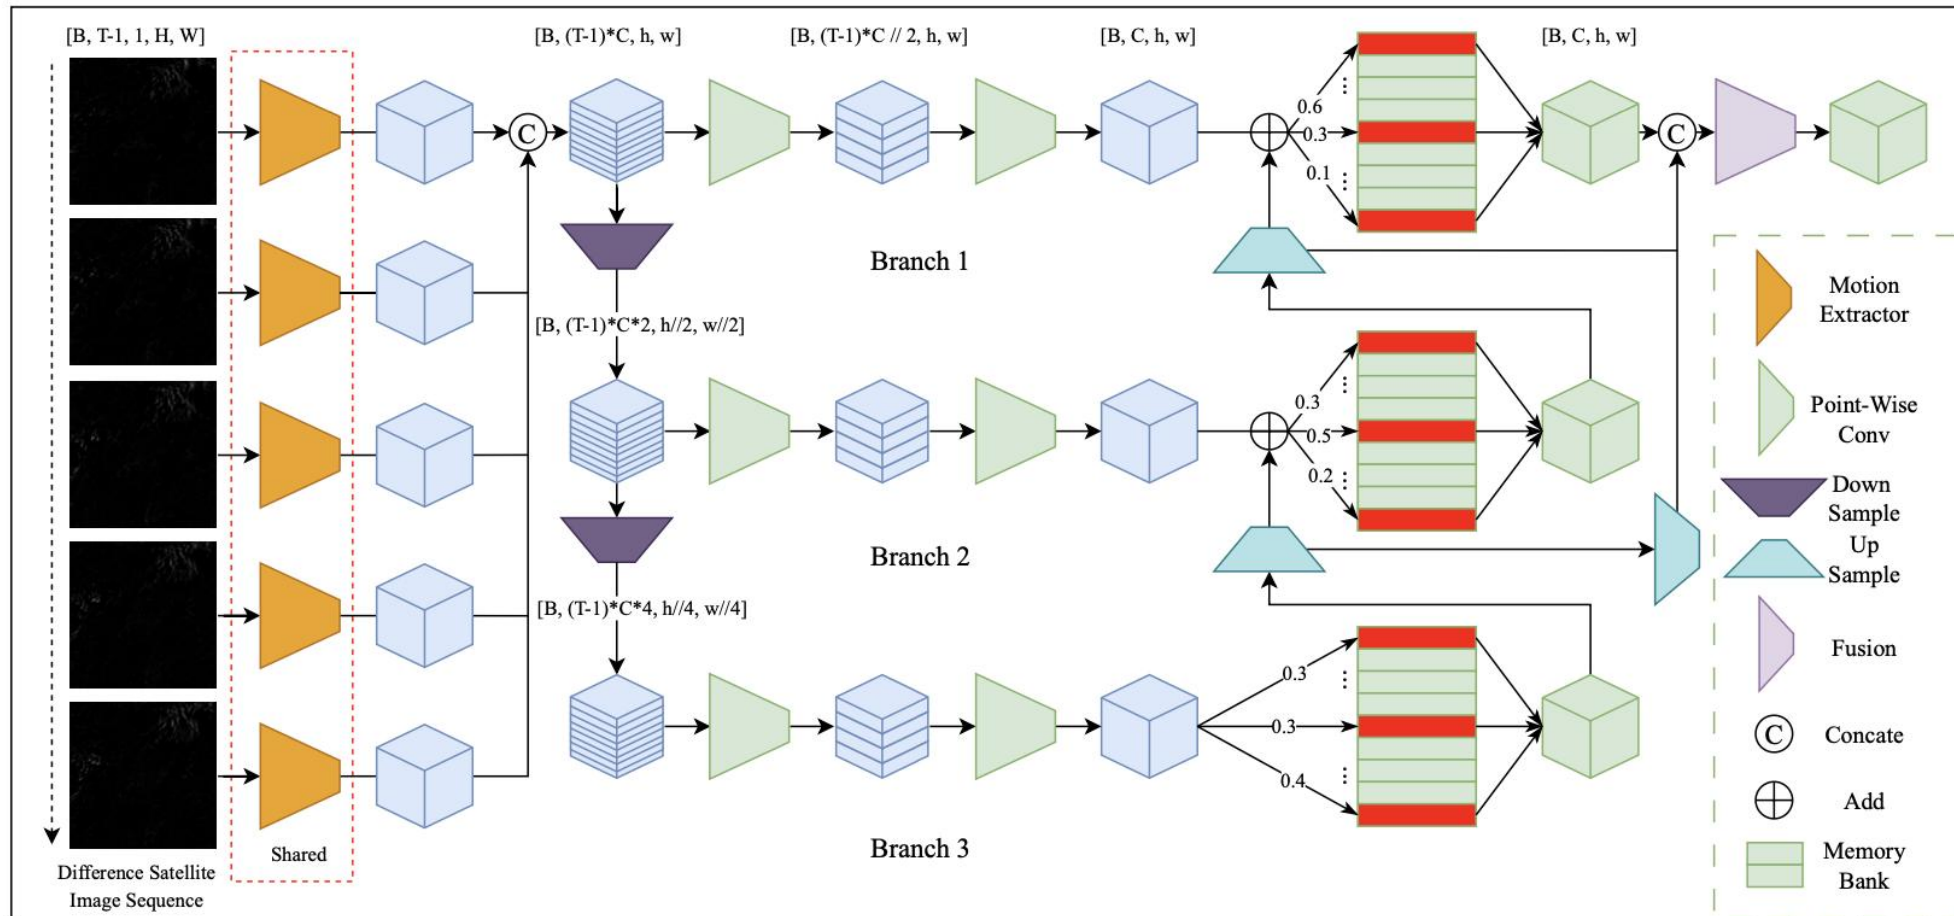 [B, T-1, 1, H, W]
[B, (T-1)*C, h, w]
[B, (T-1)*C // 2, h, w]
[B, C, h, w]
[B, C, h, w]
C
C
0.6
0.3
0.1
Branch 1
[B, (T-1)*C*2, h//2, w//2]
0.3
0.5
0.2
Branch 2
[B, (T-1)*C*4, h//4, w//4]
0.3
0.3
0.4
Branch 3
Shared
Difference Satellite
Image Sequence
Motion
Extractor
Point-Wise
Conv
Down
Sample
Up
Sample
Fusion
C
Concate
Add
Memory
Bank